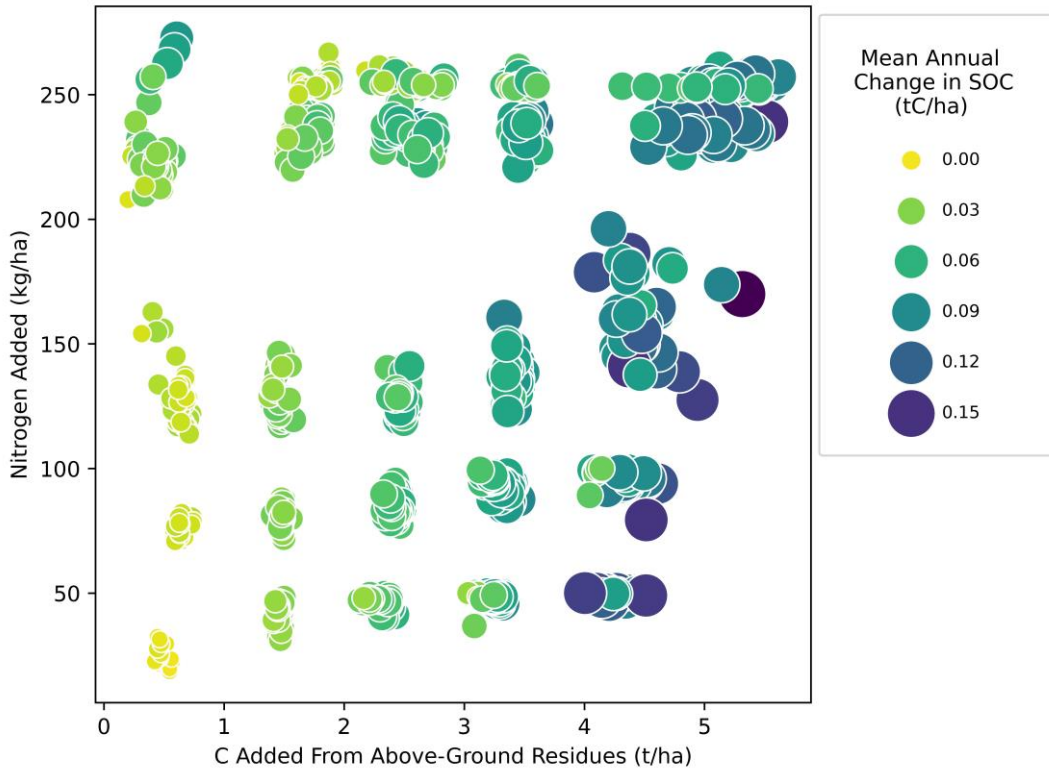 250
200
150
100
50
Nitrogen Added (kg/ha)
0 1 2 3 4 5
C Added From Above-Ground Residues (t/ha)
Mean Annual
Change in SOC
(tC/ha)
0.00
0.03
0.06
0.09
0.12
0.15